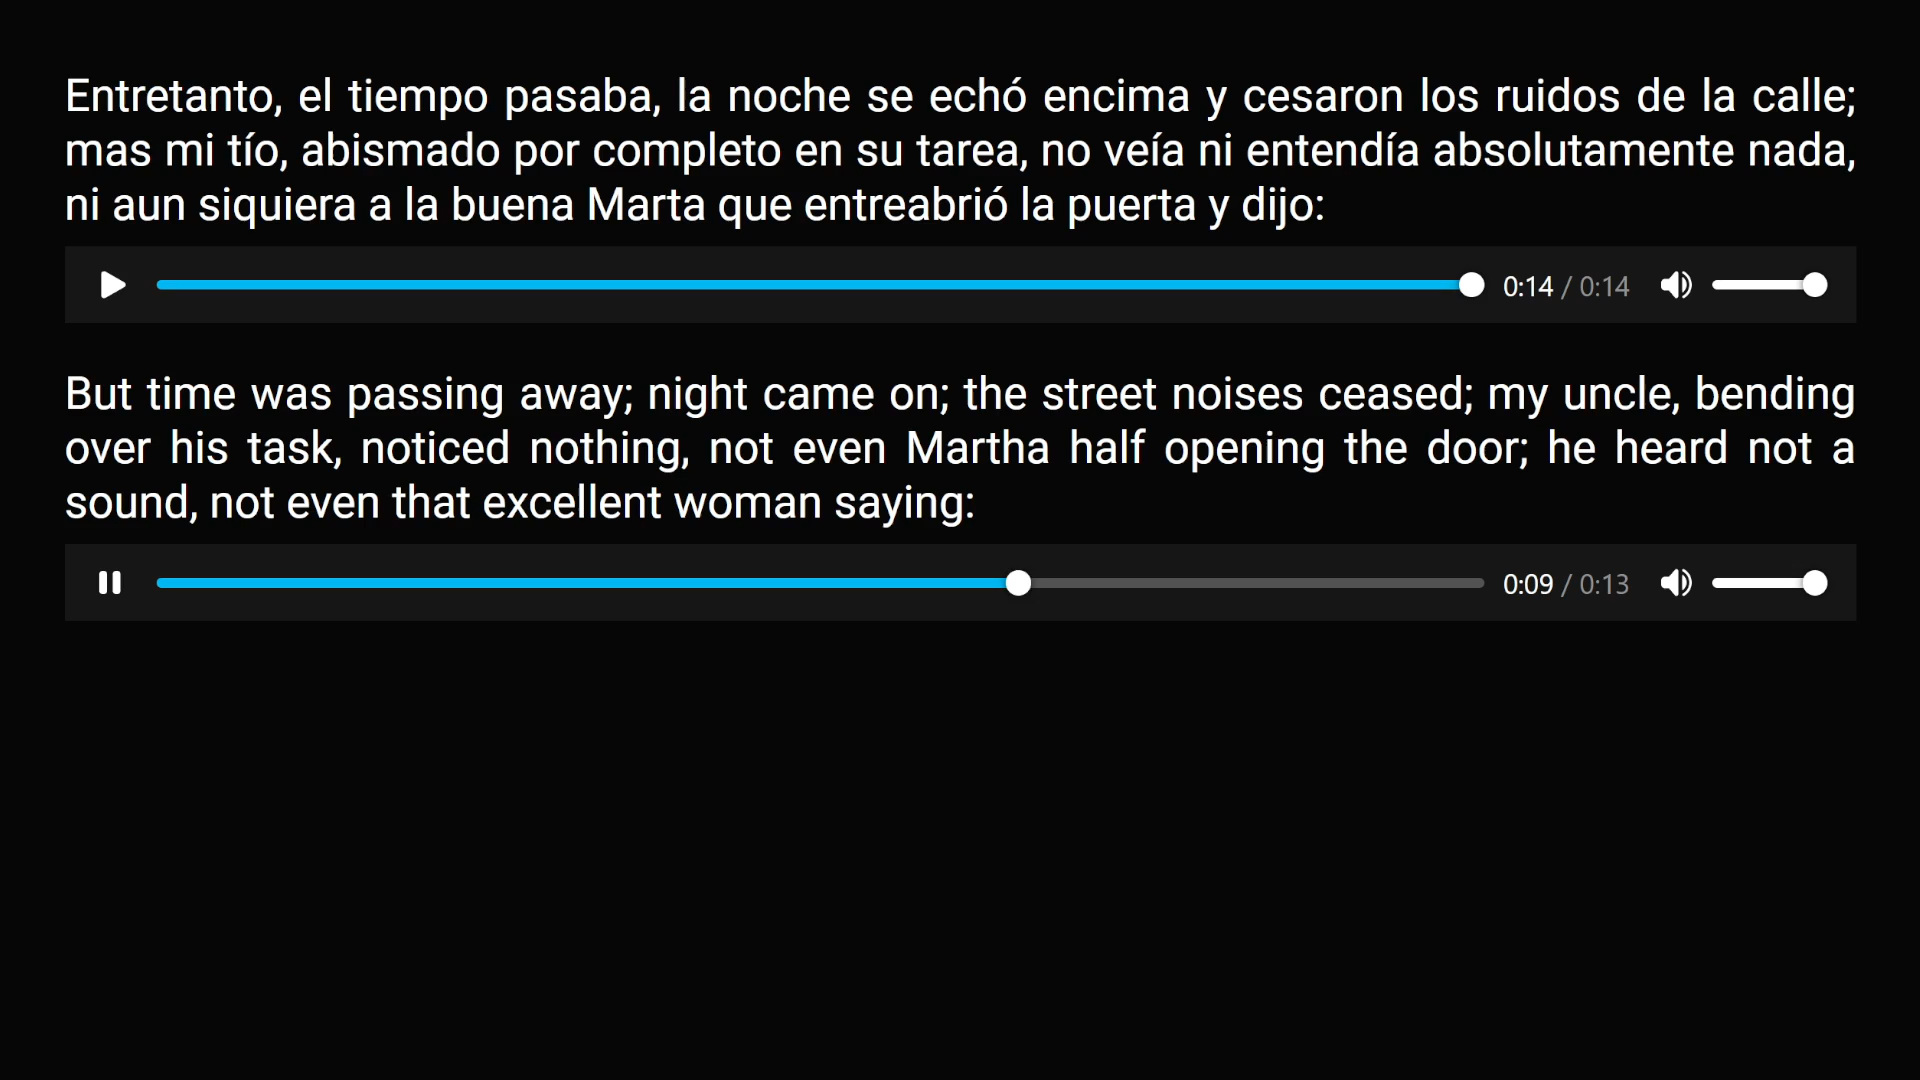 Entretanto, el tiempo pasaba, la noche se echó encima y cesaron los ruidos de la calle;
mas mi tío, abismado por completo en su tarea, no veía ni entendía absolutamente nada,
ni aun siquiera a la buena Marta que entreabrió la puerta y dijo:
0:14 / 0:14
But time was passing away; night came on; the street noises ceased; my uncle, bending
over his task, noticed nothing, not even Martha half opening the door; he heard not a
sound, not even that excellent woman saying:
0:09 / 0:13